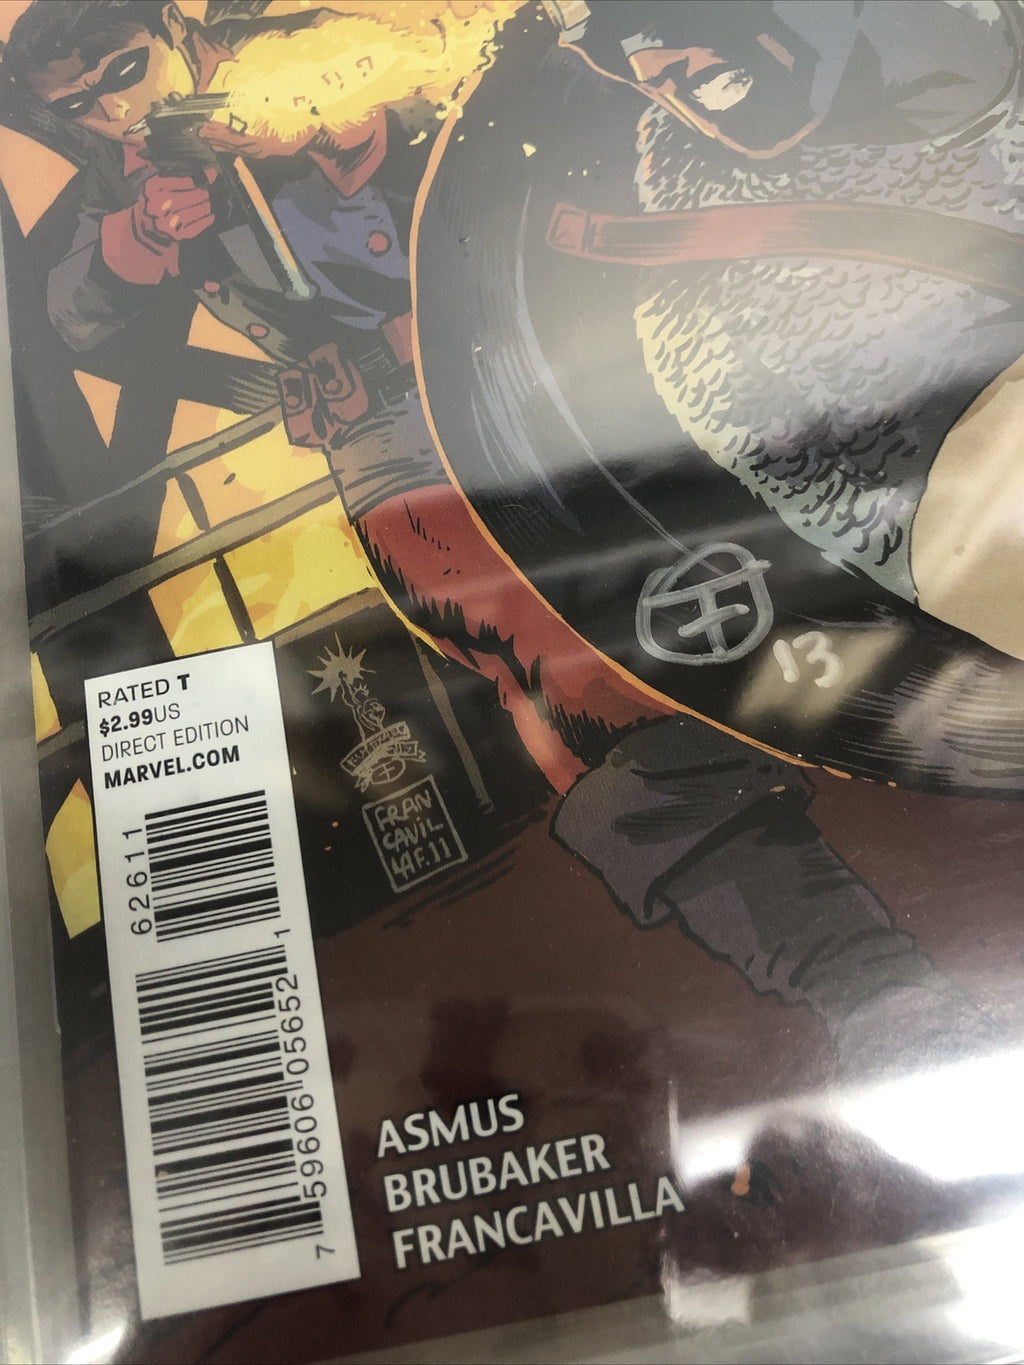 13
RATED T
$2.99US
DIRECT EDITION
MARVEL.COM
62611
7 59606 05652 1
FRAN
CAVIL
LAF.11
ASMUS
BRUBAKER
FRANCAVILLA